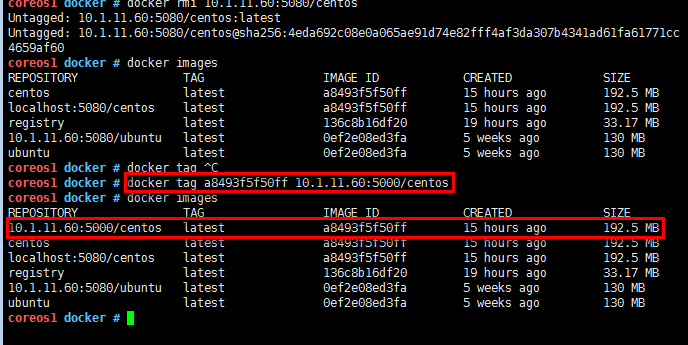 coreos1 docker # docker rmi 10.1.11.60:5080/centos
Untagged: 10.1.11.60:5080/centos:latest
Untagged: 10.1.11.60:5080/centos@sha256:4eda692c08e0a065ae91d74e82fff4af3da307b4341ad61fa61771cc
4659af60
coreos1 docker # docker images
REPOSITORY TAG IMAGE ID CREATED SIZE
centos latest a8493f5f50ff 15 hours ago 192.5 MB
localhost:5080/centos latest a8493f5f50ff 15 hours ago 192.5 MB
registry latest 136c8b16df20 19 hours ago 33.17 MB
10.1.11.60:5080/ubuntu latest 0ef2e08ed3fa 5 weeks ago 130 MB
ubuntu latest 0ef2e08ed3fa 5 weeks ago 130 MB
coreos1 docker # docker tag ^C
coreos1 docker # docker tag a8493f5f50ff 10.1.11.60:5000/centos
coreos1 docker # docker images
REPOSITORY TAG IMAGE ID CREATED SIZE
10.1.11.60:5000/centos latest a8493f5f50ff 15 hours ago 192.5 MB
centos latest a8493f5f50ff 15 hours ago 192.5 MB
localhost:5080/centos latest a8493f5f50ff 15 hours ago 192.5 MB
registry latest 136c8b16df20 19 hours ago 33.17 MB
10.1.11.60:5080/ubuntu latest 0ef2e08ed3fa 5 weeks ago 130 MB
ubuntu latest 0ef2e08ed3fa 5 weeks ago 130 MB
coreos1 docker #